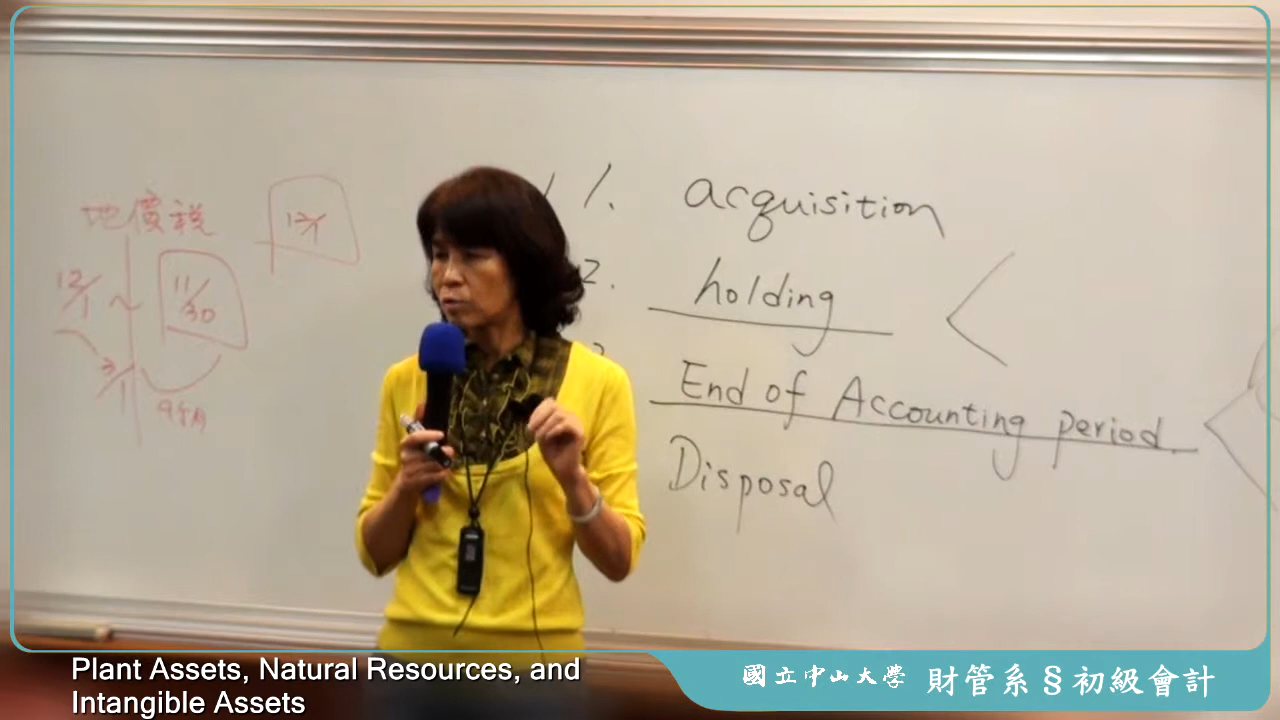 地價稅
12/1
12/1 ~ 11/30
3/1
9個月
1. acquisition
2. holding
End of Accounting period
Disposal
Plant Assets, Natural Resources, and
Intangible Assets
國立中山大學 財管系§初級會計